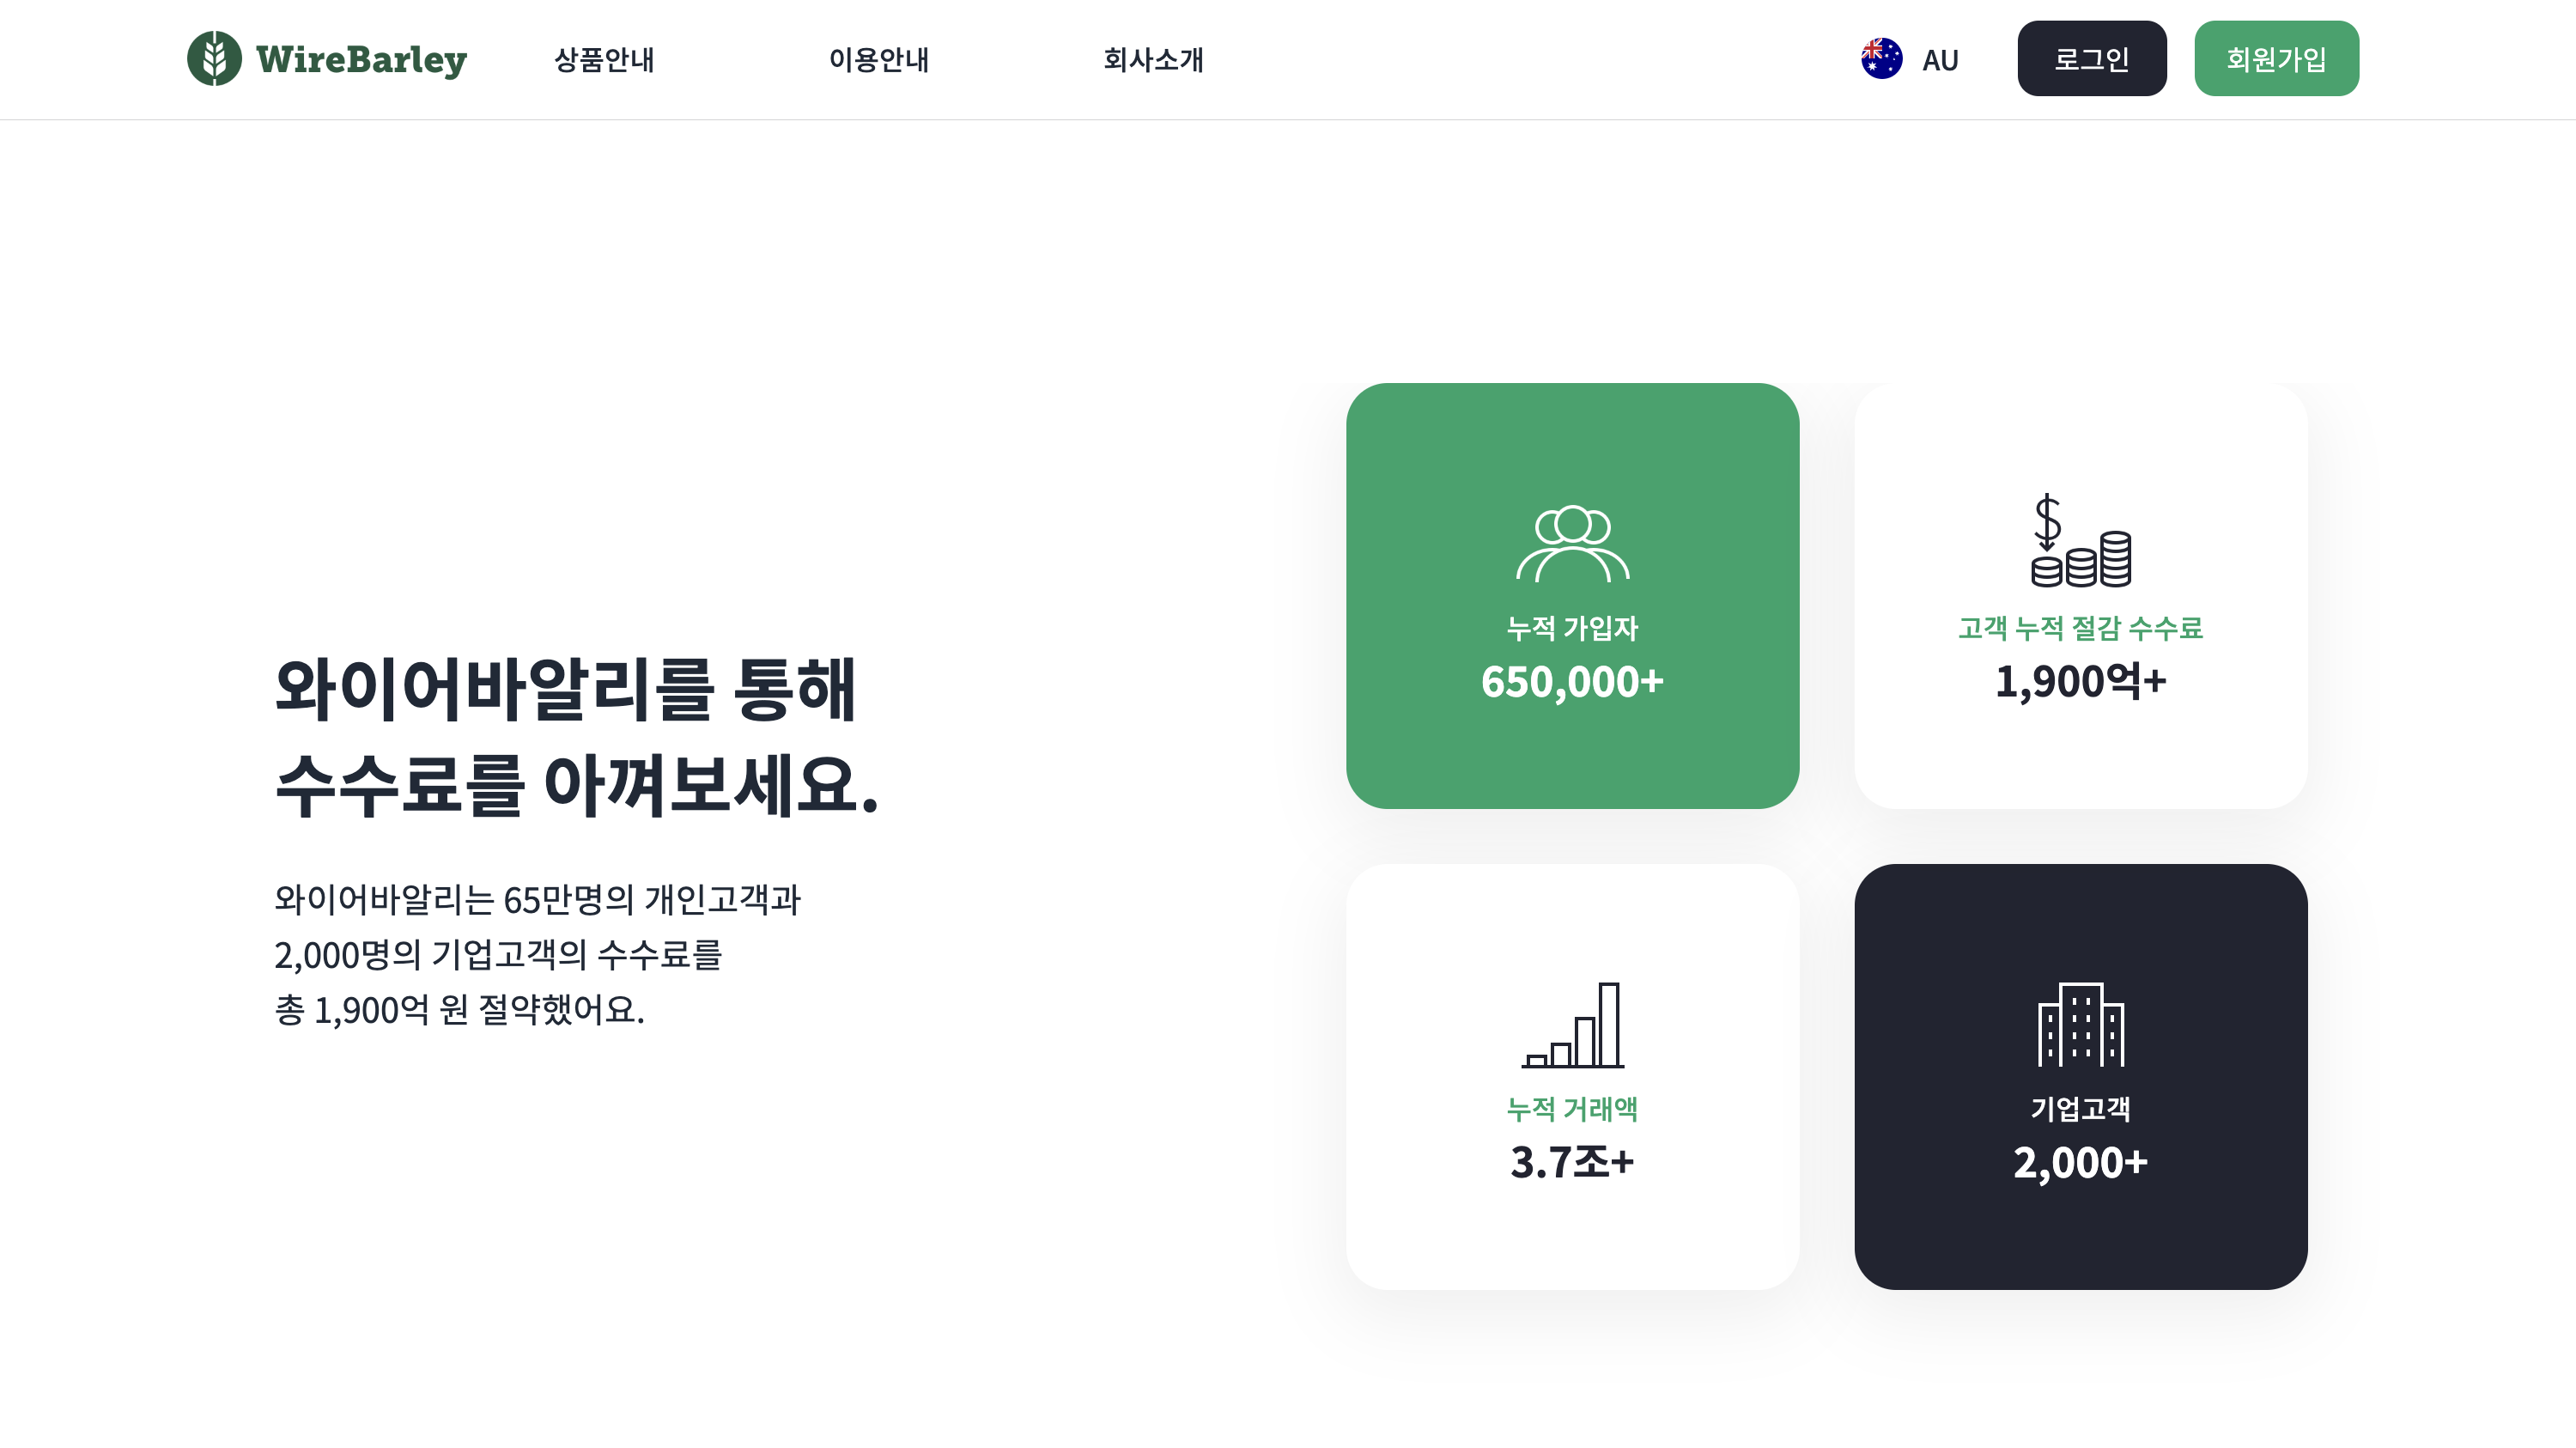 WireBarley
상품안내
이용안내
회사소개
AU
로그인
회원가입
와이어바알리를 통해
수수료를 아껴보세요.
와이어바알리는 65만명의 개인고객과
2,000명의 기업고객의 수수료를
총 1,900억 원 절약했어요.
누적 가입자
650,000+
고객 누적 절감 수수료
1,900억+
누적 거래액
3.7조+
기업고객
2,000+